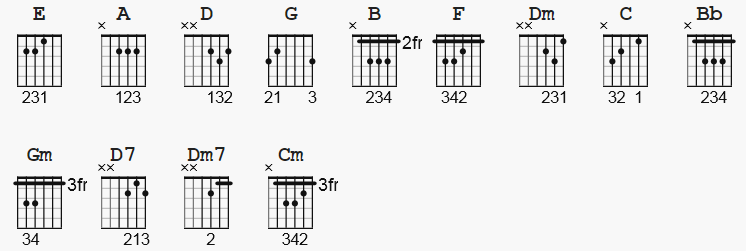 E A D G B F Dm C Bb
× ×× × ×× × ×
2fr
231 123 132 21 3 234 342 231 32 1 234
Gm D7 Dm7 Cm
×× ×× ×
3fr 3fr
34 213 2 342